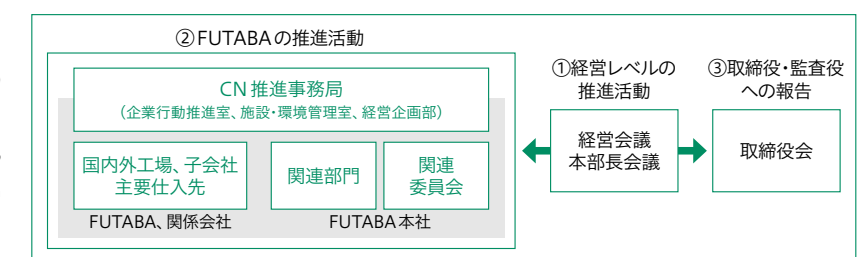 ②FUTABAの推進活動
CN推進事務局
(企業行動推進室、施設・環境管理室、経営企画部)
国内外工場、子会社
主要仕入先
関連部門
関連
委員会
FUTABA、関係会社
FUTABA本社
①経営レベルの
推進活動
経営会議
本部長会議
③取締役・監査役
への報告
取締役会